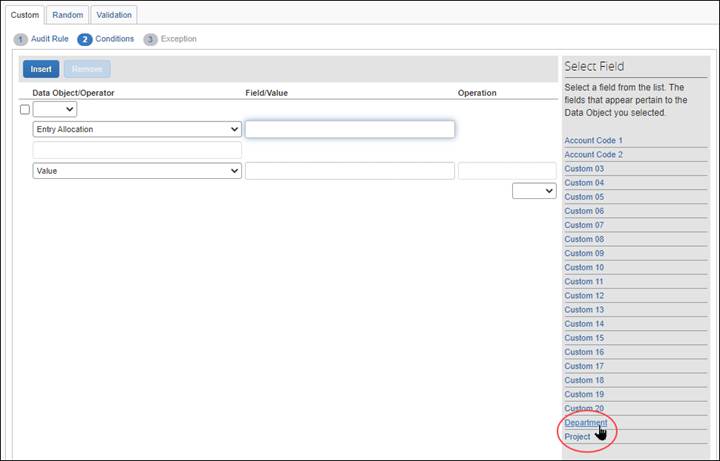 Custom
Random
Validation
1 Audit Rule
2 Conditions
3 Exception
Insert
Remove
Data Object/Operator
Field/Value
Operation
Entry Allocation
Value
Select Field
Select a field from the list. The
fields that appear pertain to the
Data Object you selected.
Account Code 1
Account Code 2
Custom 03
Custom 04
Custom 05
Custom 06
Custom 07
Custom 08
Custom 09
Custom 10
Custom 11
Custom 12
Custom 13
Custom 14
Custom 15
Custom 16
Custom 17
Custom 18
Custom 19
Custom 20
Department
Project